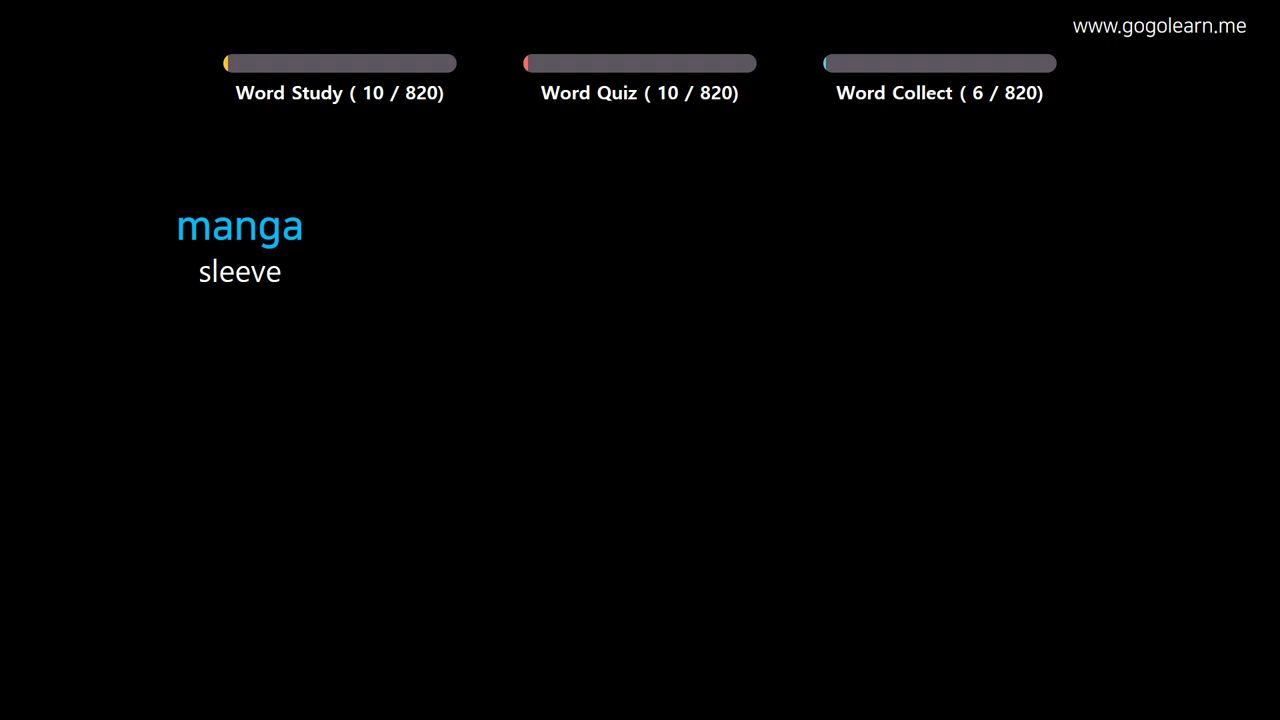 www.gogolearn.me
Word Study ( 10 / 820)
Word Quiz ( 10 / 820)
Word Collect ( 6 / 820)
manga
sleeve